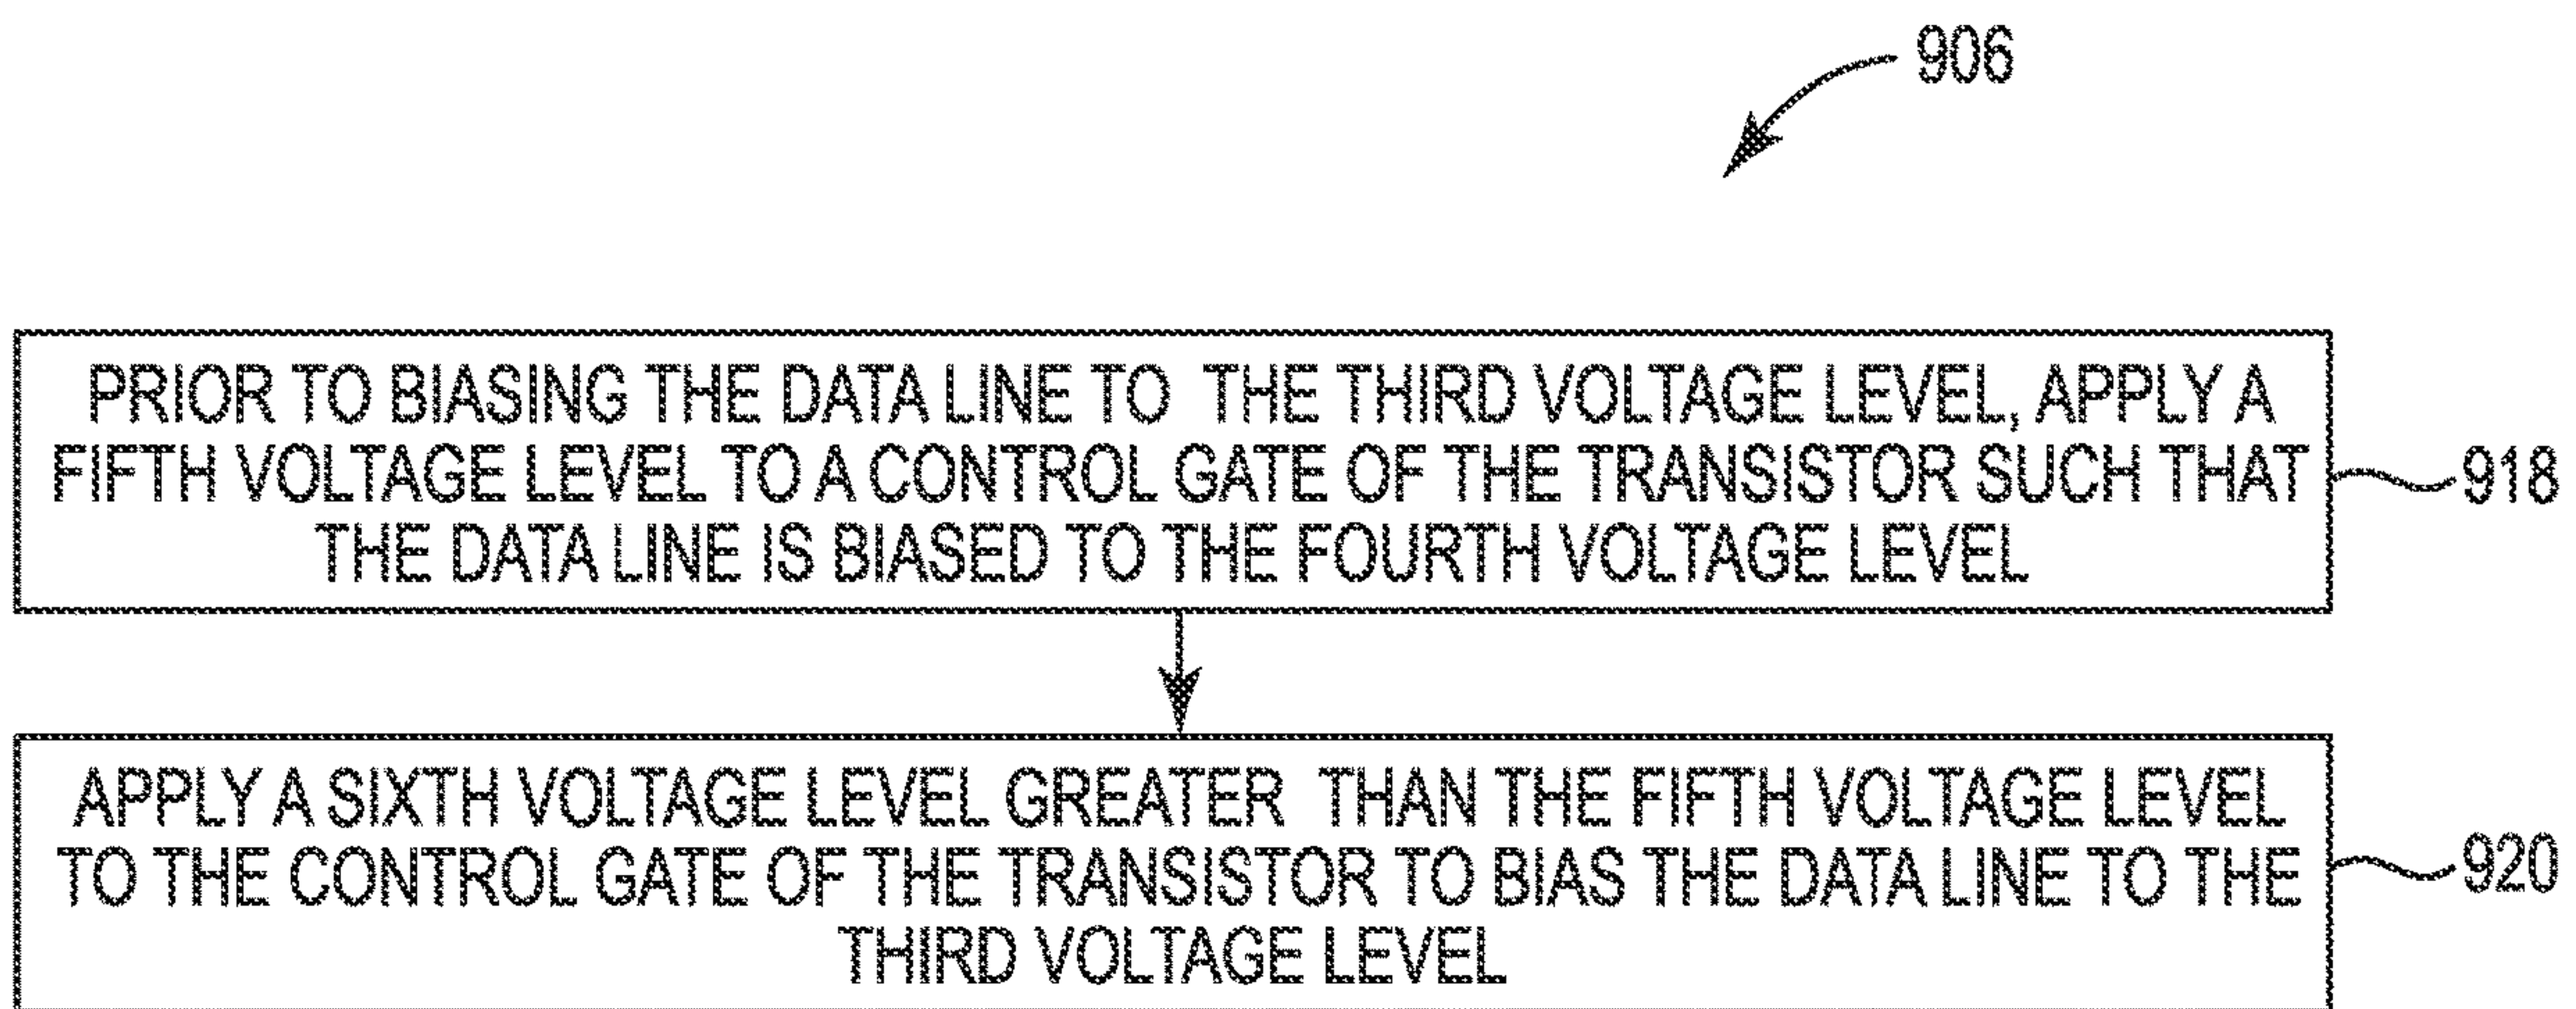 906
PRIOR TO BIASING THE DATA LINE TO THE THIRD VOLTAGE LEVEL, APPLY A
FIFTH VOLTAGE LEVEL TO A CONTROL GATE OF THE TRANSISTOR SUCH THAT
THE DATA LINE IS BIASED TO THE FOURTH VOLTAGE LEVEL
918
APPLY A SIXTH VOLTAGE LEVEL GREATER THAN THE FIFTH VOLTAGE LEVEL
TO THE CONTROL GATE OF THE TRANSISTOR TO BIAS THE DATA LINE TO THE
THIRD VOLTAGE LEVEL
920